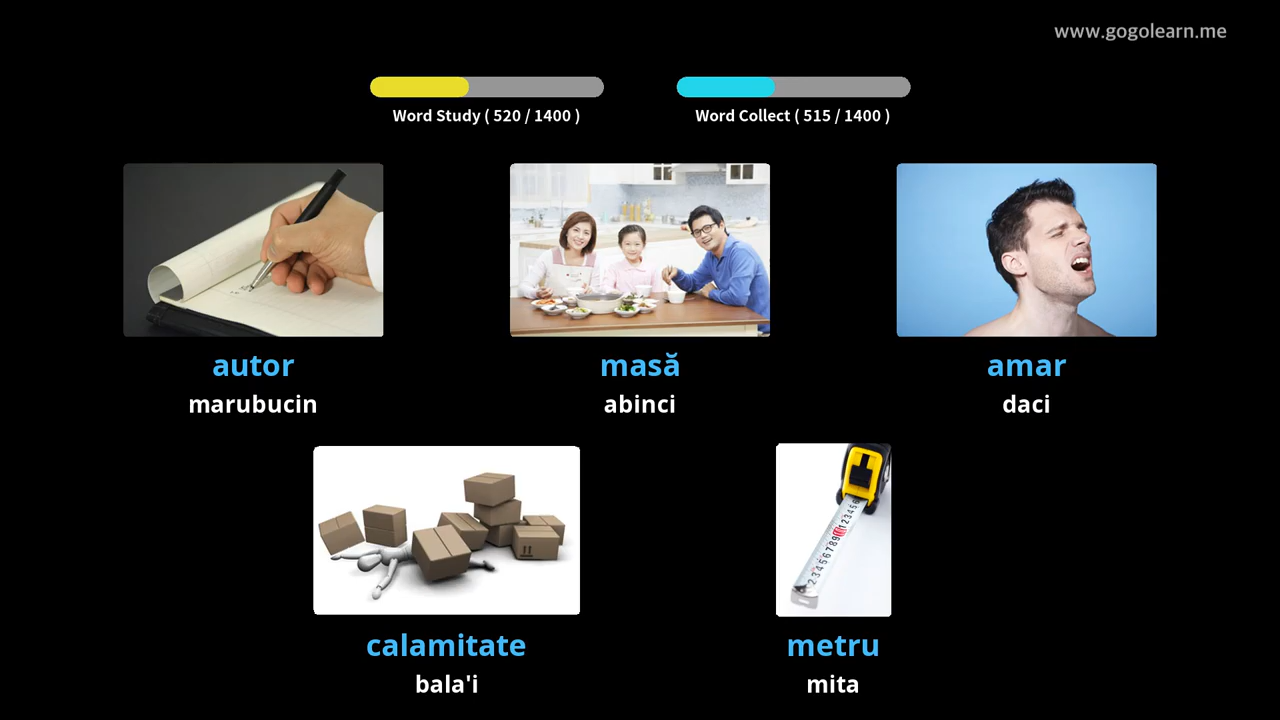 www.gogolearn.me
Word Study ( 520 / 1400 )
Word Collect ( 515 / 1400 )
autor
marubucin
masă
abinci
amar
daci
calamitate
bala'i
metru
mita